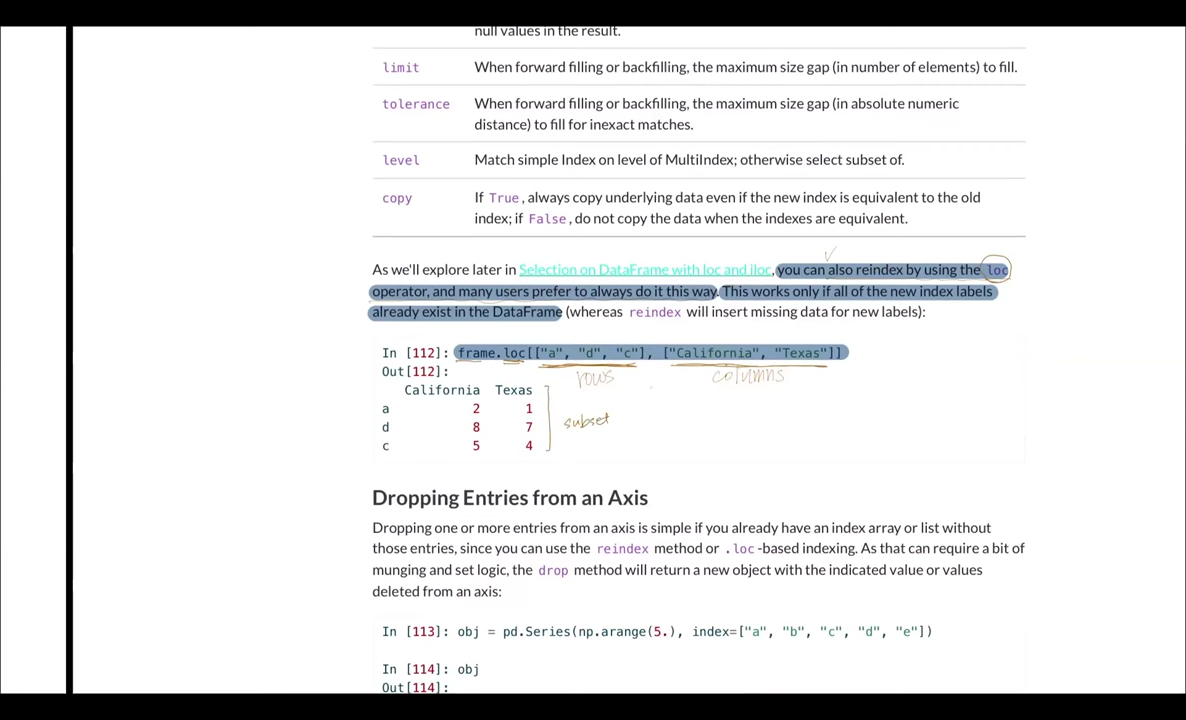 null values in the result.
limit When forward filling or backfilling, the maximum size gap (in number of elements) to fill.
tolerance When forward filling or backfilling, the maximum size gap (in absolute numeric
distance) to fill for inexact matches.
level Match simple Index on level of MultiIndex; otherwise select subset of.
copy If True, always copy underlying data even if the new index is equivalent to the old
index; if False, do not copy the data when the indexes are equivalent.
As we'll explore later in Selection on DataFrame with loc and iloc, you can also reindex by using the loc
operator, and many users prefer to always do it this way. This works only if all of the new index labels
already exist in the DataFrame (whereas reindex will insert missing data for new labels):
In [112]: frame.loc[["a", "d", "c"], ["California", "Texas"]]
Out[112]:
rows columns
California Texas
a 2 1
d 8 7
c 5 4
subset
Dropping Entries from an Axis
Dropping one or more entries from an axis is simple if you already have an index array or list without
those entries, since you can use the reindex method or .loc-based indexing. As that can require a bit of
munging and set logic, the drop method will return a new object with the indicated value or values
deleted from an axis:
In [113]: obj = pd.Series(np.arange(5.), index=["a", "b", "c", "d", "e"])
In [114]: obj
Out[114]: